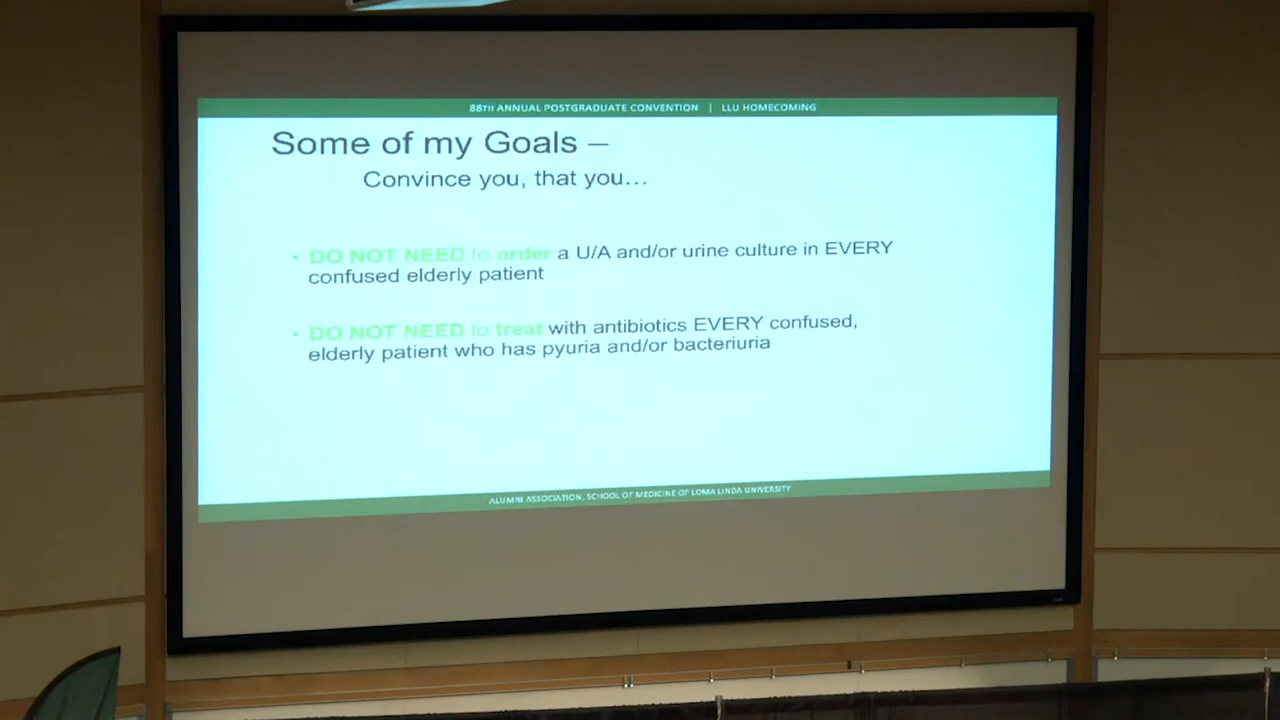 88TH ANNUAL POSTGRADUATE CONVENTION | LLU HOMECOMING
Some of my Goals –
Convince you, that you...
• DO NOT NEED to order a U/A and/or urine culture in EVERY
confused elderly patient
• DO NOT NEED to treat with antibiotics EVERY confused,
elderly patient who has pyuria and/or bacteriuria
ALUMNI ASSOCIATION, SCHOOL OF MEDICINE OF LOMA LINDA UNIVERSITY